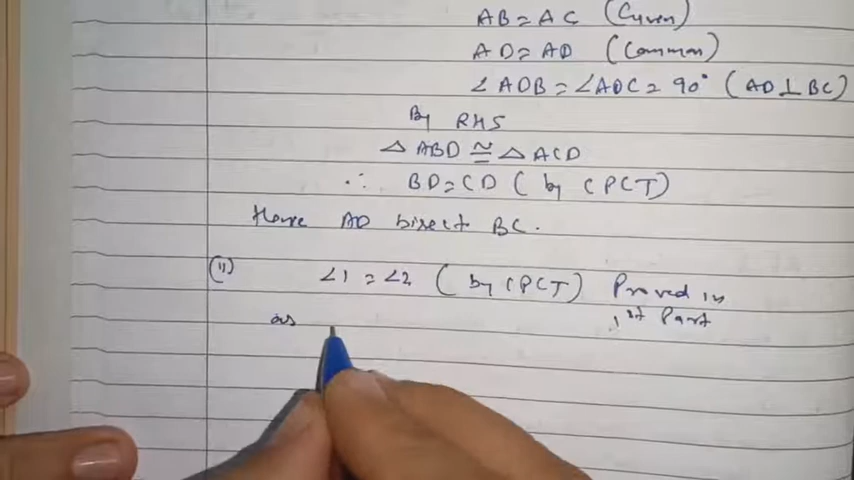 AB = AC (Given)
AD = AD (Common)
∠ADB = ∠ADC = 90° (AD ⊥ BC)
By RHS
△ABD ≅ △ACD
∴ BD = CD (by CPCT)
Hence AD bisect BC.
(ii) ∠1 = ∠2 (by CPCT) Proved in
1st Part
as